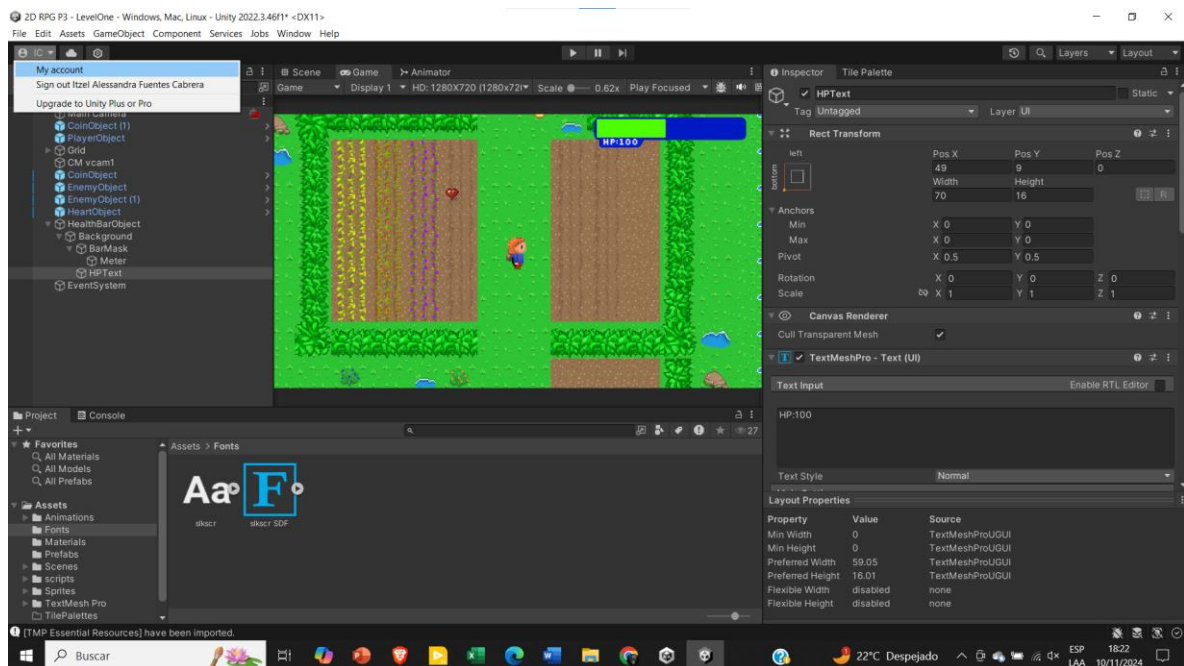 2D RPG P3 - LevelOne - Windows, Mac, Linux - Unity 2022.3.46f1* <DX11>
File Edit Assets GameObject Component Services Jobs Window Help
IC
Layers
Layout
My account
Sign out Itzel Alessandra Fuentes Cabrera
Upgrade to Unity Plus or Pro
Main Camera
CoinObject (1)
PlayerObject
Grid
CM vcam1
CoinObject
EnemyObject
EnemyObject (1)
HeartObject
HealthBarObject
Background
BarMask
Meter
HPText
EventSystem
Scene Game Animator
Game Display 1 HD: 1280X720 (1280x72 Scale 0.62x Play Focused
HP:100
Inspector Tile Palette
HPText Static
Tag Untagged Layer UI
Rect Transform
left Pos X Pos Y Pos Z
bottom 49 9 0
Width Height
70 16
R
Anchors
Min X 0 Y 0
Max X 0 Y 0
Pivot X 0.5 Y 0.5
Rotation X 0 Y 0 Z 0
Scale X 1 Y 1 Z 1
Canvas Renderer
Cull Transparent Mesh
TextMeshPro - Text (UI)
Text Input Enable RTL Editor
HP:100
Text Style Normal
Layout Properties
Property Value Source
Min Width 0 TextMeshProUGUI
Min Height 0 TextMeshProUGUI
Preferred Width 59.05 TextMeshProUGUI
Preferred Height 16.01 TextMeshProUGUI
Flexible Width disabled none
Flexible Height disabled none
Project Console
27
Favorites
All Materials
All Models
All Prefabs
Assets
Animations
Fonts
Materials
Prefabs
Scenes
scripts
Sprites
TextMesh Pro
TilePalettes
Assets > Fonts
Aa F
slkscr slkscr SDF
[TMP Essential Resources] have been imported.
Buscar
22°C Despejado
ESP
LAA
18:22
10/11/2024